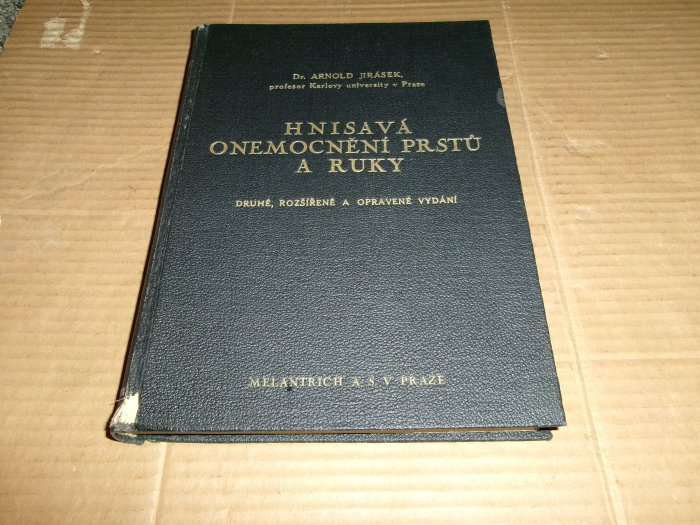 Dr. ARNOLD JIRÁSEK,
profesor Karlovy university v Praze
HNISAVÁ
ONEMOCNĚNÍ PRSTŮ
A RUKY
DRUHÉ, ROZŠÍŘENÉ A OPRAVENÉ VYDÁNÍ
MELANTRICH A. S. V PRAZE